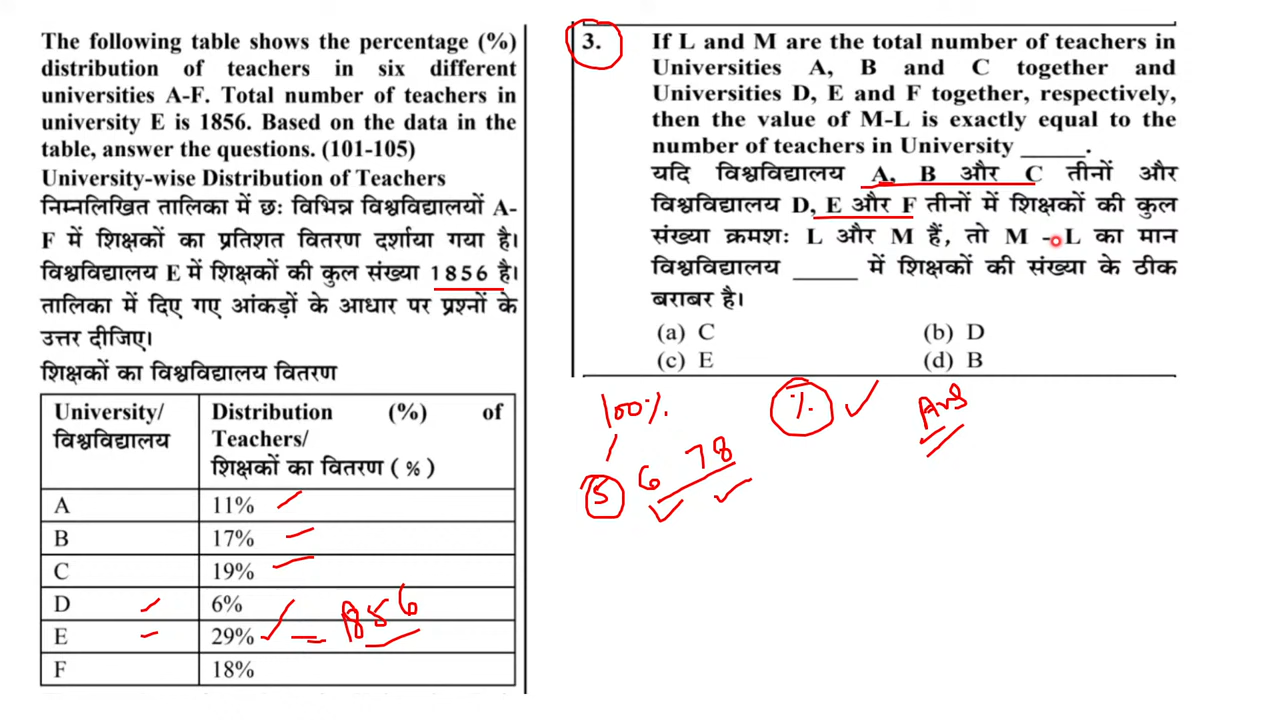 The following table shows the percentage (%)
distribution of teachers in six different
universities A-F. Total number of teachers in
university E is 1856. Based on the data in the
table, answer the questions. (101-105)
University-wise Distribution of Teachers
निम्नलिखित तालिका में छः विभिन्न विश्वविद्यालयों A-
F में शिक्षकों का प्रतिशत वितरण दर्शाया गया है।
विश्वविद्यालय E में शिक्षकों की कुल संख्या 1856 है।
तालिका में दिए गए आंकड़ों के आधार पर प्रश्नों के
उत्तर दीजिए।
शिक्षकों का विश्वविद्यालय वितरण
University/ Distribution (%) of
विश्वविद्यालय Teachers/
शिक्षकों का वितरण ( % )
A 11%
B 17%
C 19%
D 6%
E 29% = 1856
F 18%
3. If L and M are the total number of teachers in
Universities A, B and C together and
Universities D, E and F together, respectively,
then the value of M-L is exactly equal to the
number of teachers in University _____.
यदि विश्वविद्यालय A, B और C तीनों और
विश्वविद्यालय D, E और F तीनों में शिक्षकों की कुल
संख्या क्रमशः L और M हैं, तो M - L का मान
विश्वविद्यालय _____ में शिक्षकों की संख्या के ठीक
बराबर है।
(a) C (b) D
(c) E (d) B
100% % Ans
6 78